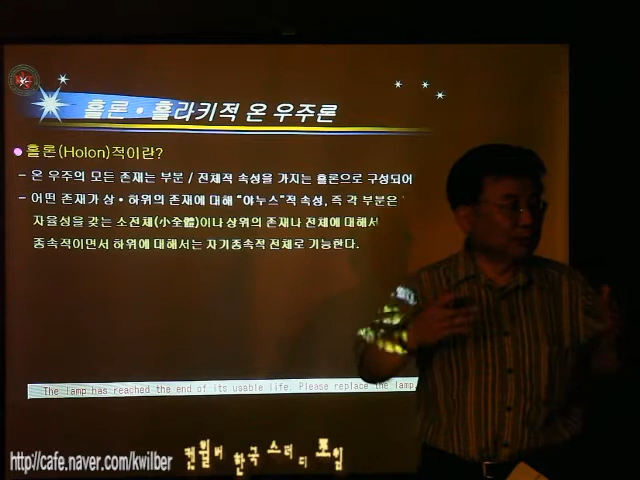 홀론 • 홀라키적 온 우주론
홀론(Holon)적이란?
- 온 우주의 모든 존재는 부분 / 전체적 속성을 가지는 홀론으로 구성되어
- 어떤 존재가 상 • 하위의 존재에 대해 "야누스"적 속성, 즉 각 부분은
자율성을 갖는 소전체(小全體)이나 상위의 존재나 전체에 대해서
종속적이면서 하위에 대해서는 자기종속적 전체로 기능한다.
The lamp has reached the end of its usable life. Please replace the lamp.
http://cafe.naver.com/kwilber 켄윌버 한국 스터디 모임